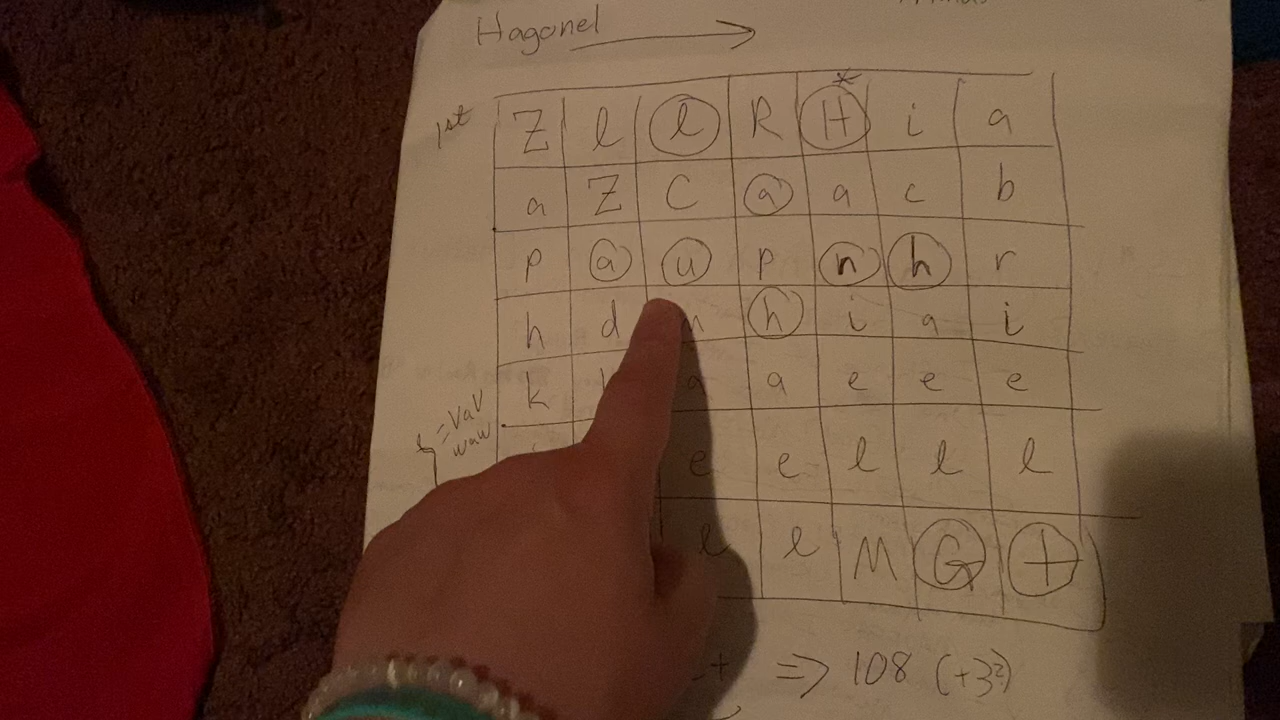 Hagonel
1st
*
Z l l R H i a
a Z C a a c b
p a u p n h r
h d n h i a i
k a a e e e
= vav
waw
e e l l l
l l M G +
+ => 108 (+3²)